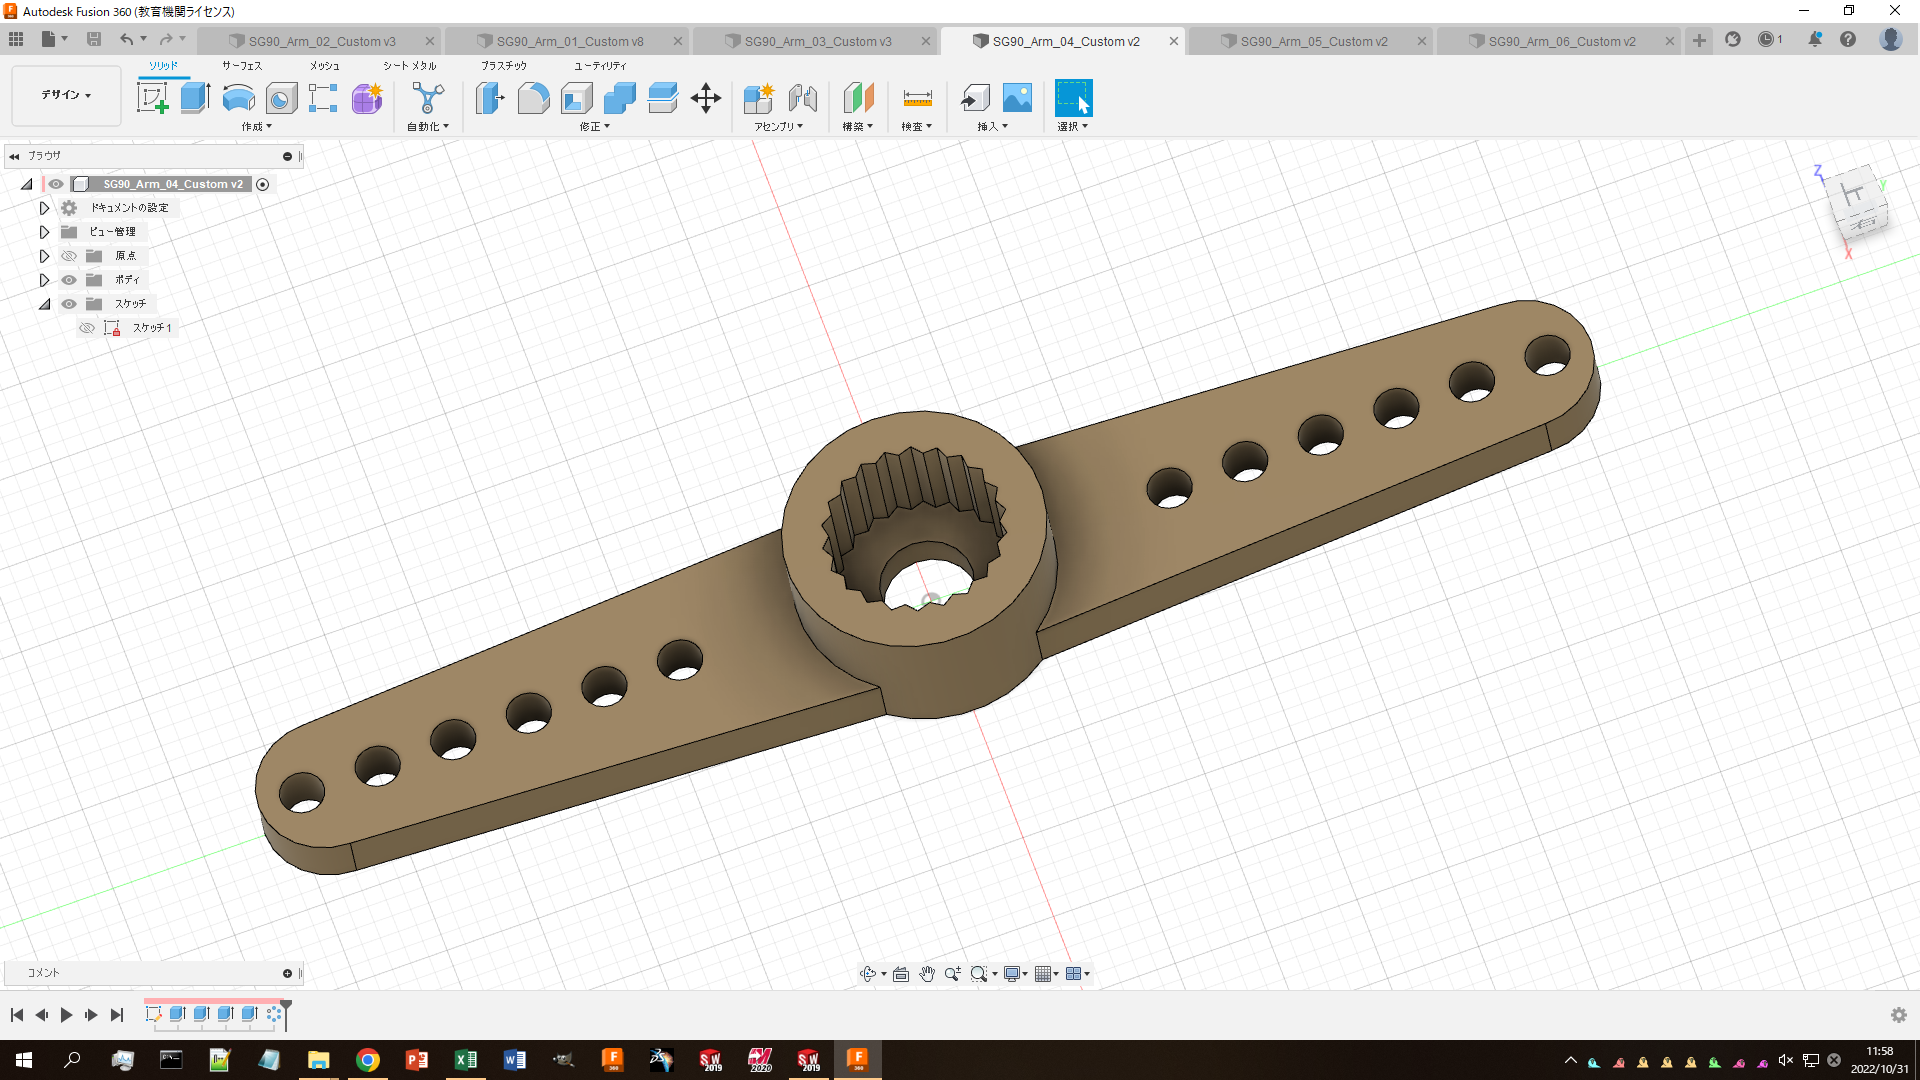 Autodesk Fusion 360 (教育機関ライセンス)
SG90_Arm_02_Custom v3
SG90_Arm_01_Custom v8
SG90_Arm_03_Custom v3
SG90_Arm_04_Custom v2
SG90_Arm_05_Custom v2
SG90_Arm_06_Custom v2
1
ソリッド
サーフェス
メッシュ
シート メタル
プラスチック
ユーティリティ
デザイン
作成
自動化
修正
アセンブリ
構築
検査
挿入
選択
ブラウザ
SG90_Arm_04_Custom v2
ドキュメントの設定
ビュー管理
原点
ボディ
スケッチ
スケッチ1
Z
Y
上
右
X
コメント
11:58
2022/10/31